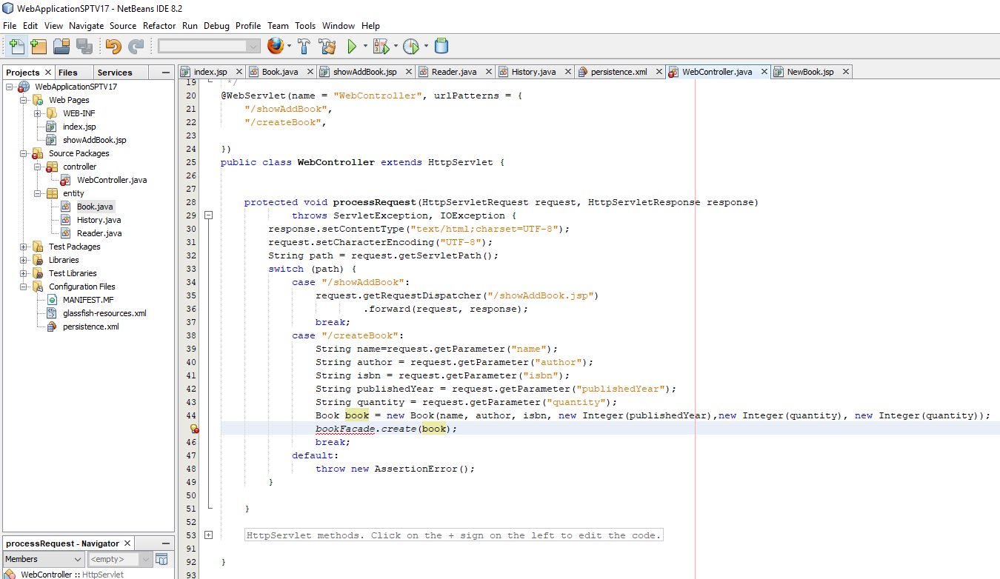 WebApplicationSPTV17 - NetBeans IDE 8.2
File Edit View Navigate Source Refactor Run Debug Profile Team Tools Window Help
Projects Files Services
index.jsp Book.java showAddBook.jsp Reader.java History.java persistence.xml WebController.java NewBook.jsp
WebApplicationSPTV17
Web Pages
WEB-INF
index.jsp
showAddBook.jsp
Source Packages
controller
WebController.java
entity
Book.java
History.java
Reader.java
Test Packages
Libraries
Test Libraries
Configuration Files
MANIFEST.MF
glassfish-resources.xml
persistence.xml
processRequest - Navigator
Members <empty>
WebController :: HttpServlet
19 */
20 @WebServlet(name = "WebController", urlPatterns = {
21 "/showAddBook",
22 "/createBook",
23
24 })
25 public class WebController extends HttpServlet {
26
27
28 protected void processRequest(HttpServletRequest request, HttpServletResponse response)
29 throws ServletException, IOException {
30 response.setContentType("text/html;charset=UTF-8");
31 request.setCharacterEncoding("UTF-8");
32 String path = request.getServletPath();
33 switch (path) {
34 case "/showAddBook":
35 request.getRequestDispatcher("/showAddBook.jsp")
36 .forward(request, response);
37 break;
38 case "/createBook":
39 String name=request.getParameter("name");
40 String author = request.getParameter("author");
41 String isbn = request.getParameter("isbn");
42 String publishedYear = request.getParameter("publishedYear");
43 String quantity = request.getParameter("quantity");
44 Book book = new Book(name, author, isbn, new Integer(publishedYear),new Integer(quantity), new Integer(quantity));
bookFacade.create(book);
46 break;
47 default:
48 throw new AssertionError();
49 }
50
51 }
52
53 HttpServlet methods. Click on the + sign on the left to edit the code.
91
92 }
93